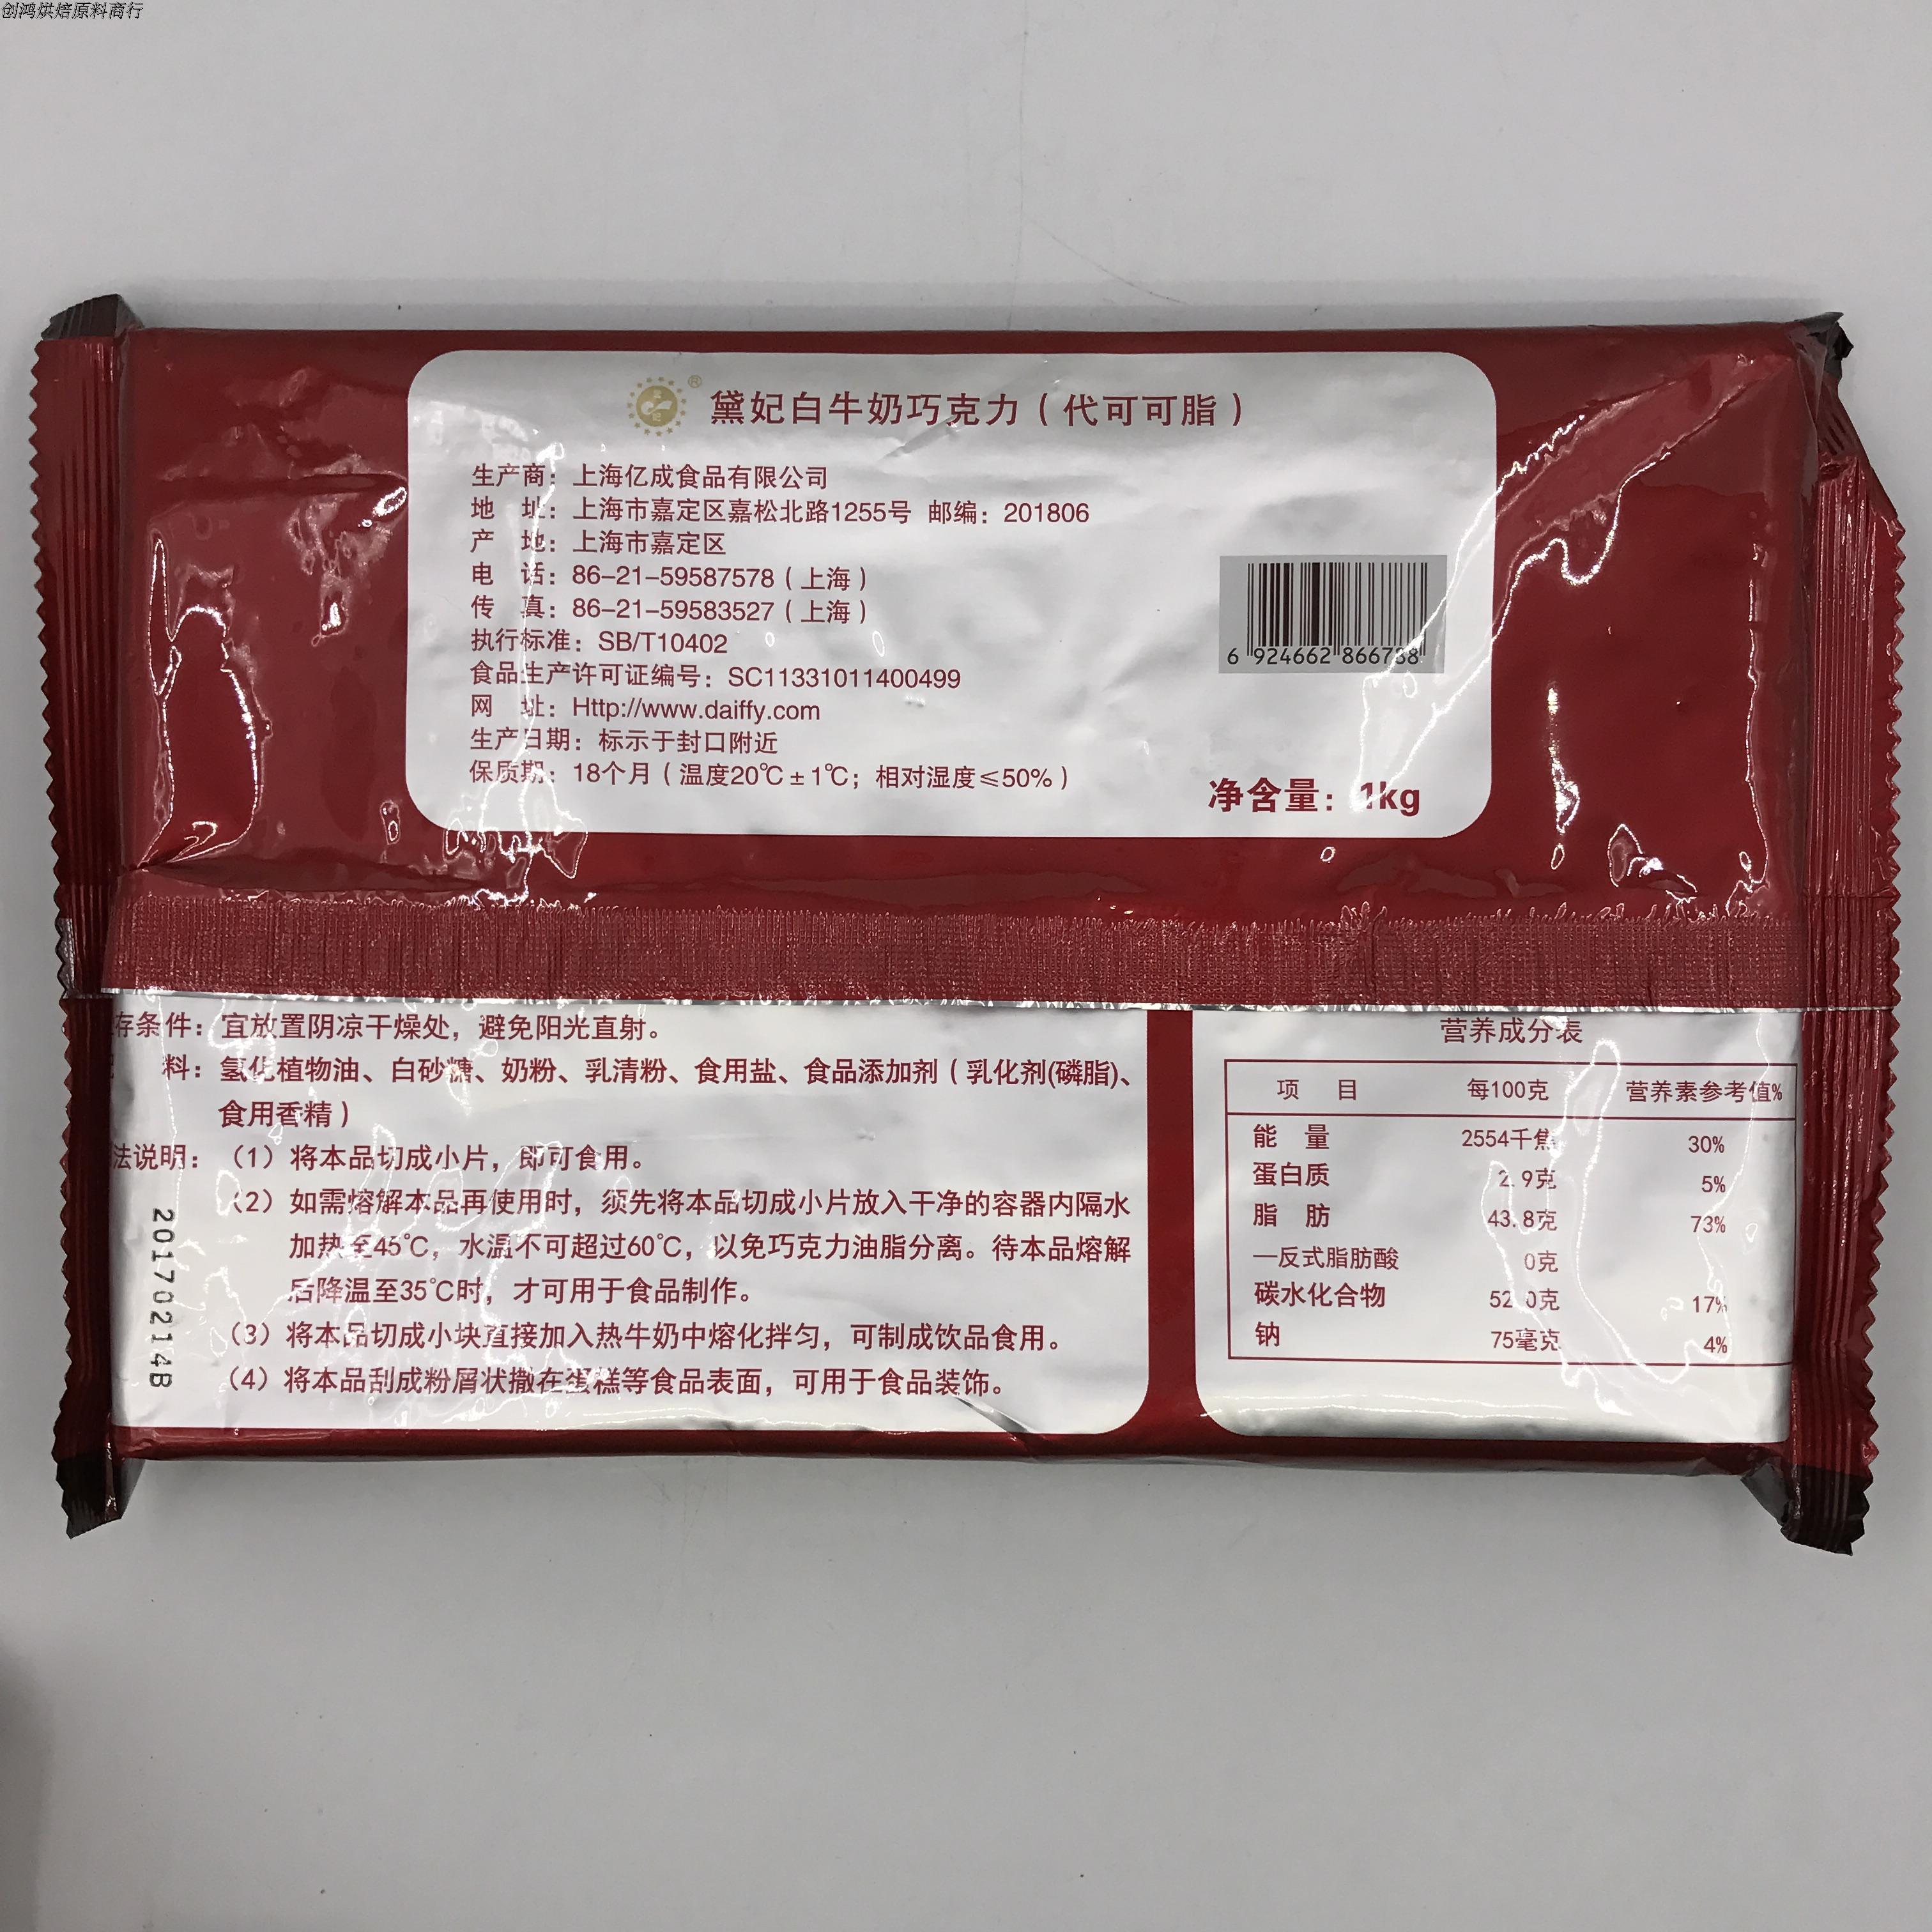 创鸿烘焙原料商行
黛妃白牛奶巧克力（代可可脂）
生产商：上海亿成食品有限公司
地 址：上海市嘉定区嘉松北路1255号 邮编：201806
产 地：上海市嘉定区
电 话：86-21-59587578（上海）
传 真：86-21-59583527（上海）
执行标准：SB/T10402
食品生产许可证编号：SC11331011400499
网 址：Http://www.daiffy.com
生产日期：标示于封口附近
保质期：18个月（温度20℃±1℃；相对湿度≤50%）
6 924662 866788
净含量：1kg
存条件：宜放置阴凉干燥处，避免阳光直射。
料：氢化植物油、白砂糖、奶粉、乳清粉、食用盐、食品添加剂（乳化剂(磷脂)、
食用香精）
法说明：（1）将本品切成小片，即可食用。
（2）如需熔解本品再使用时，须先将本品切成小片放入干净的容器内隔水
加热至45℃，水温不可超过60℃，以免巧克力油脂分离。待本品熔解
后降温至35℃时，才可用于食品制作。
（3）将本品切成小块直接加入热牛奶中熔化拌匀，可制成饮品食用。
（4）将本品刮成粉屑状撒在蛋糕等食品表面，可用于食品装饰。
20170214B
营养成分表
项 目 每100克 营养素参考值%
能 量 2554千焦 30%
蛋白质 2.9克 5%
脂 肪 43.8克 73%
—反式脂肪酸 0克
碳水化合物 52.0克 17%
钠 75毫克 4%